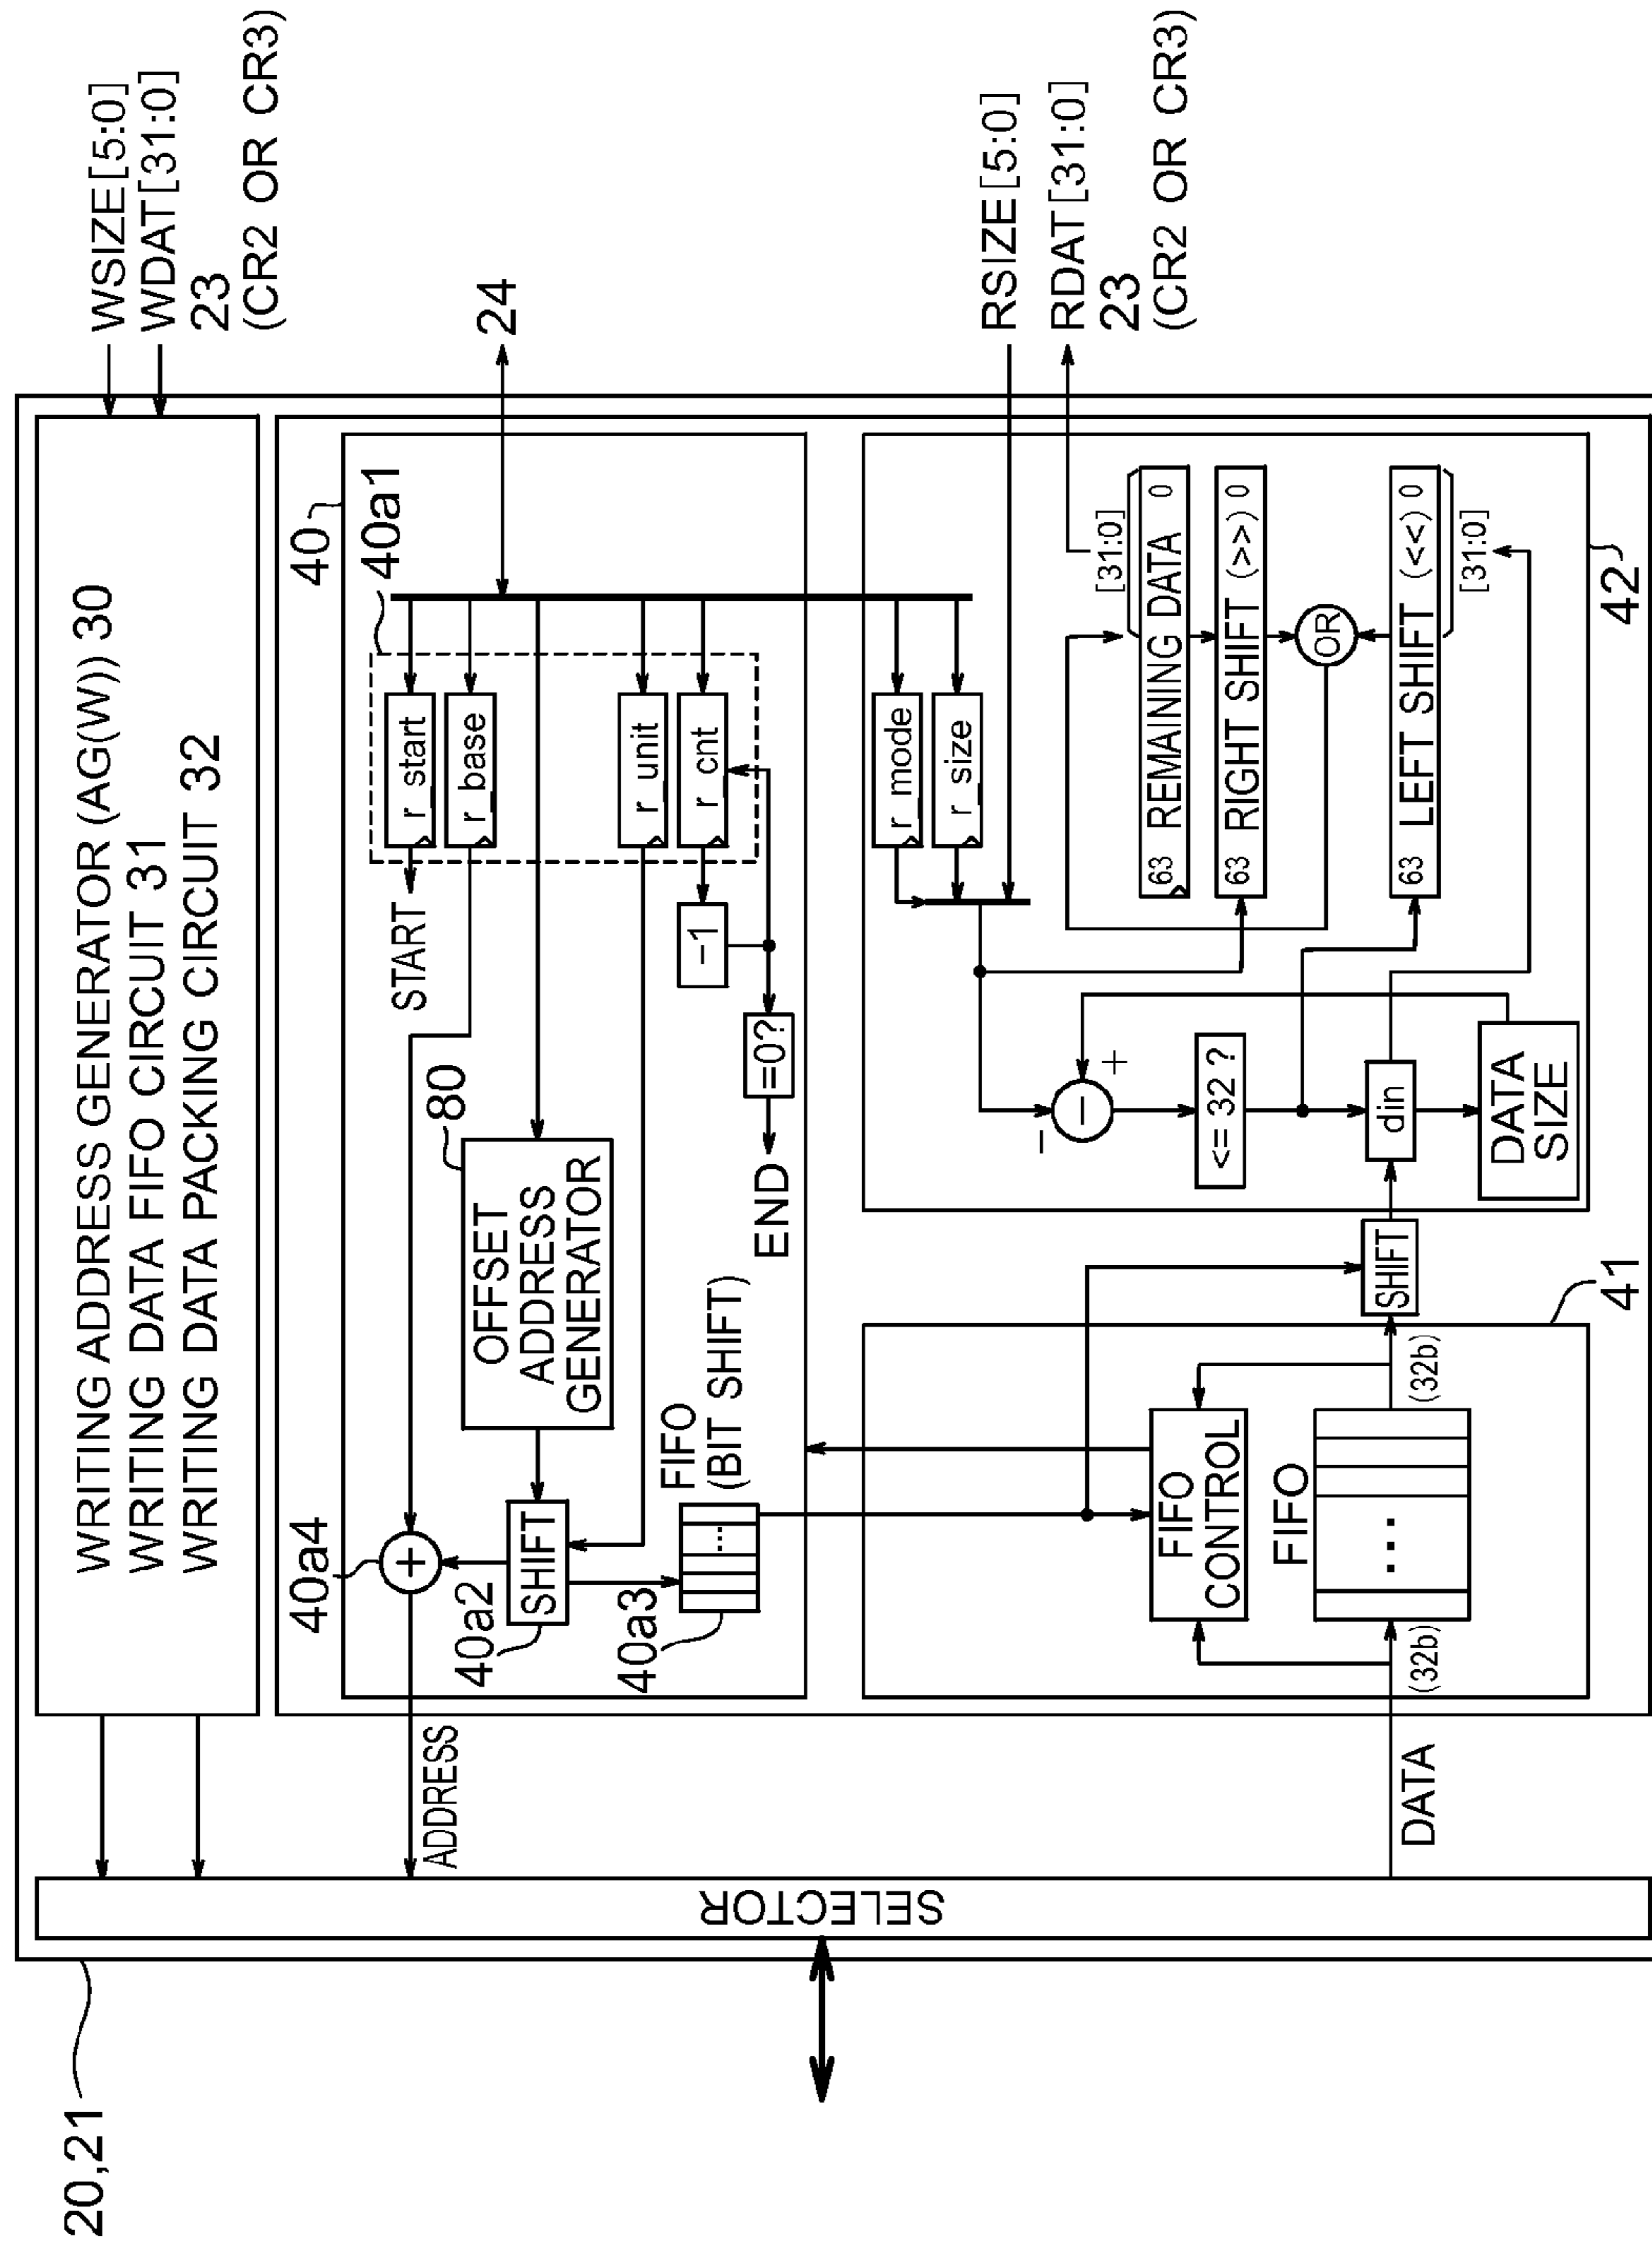 20,21
SELECTOR
WRITING ADDRESS GENERATOR (AG(W)) 30
WRITING DATA FIFO CIRCUIT 31
WRITING DATA PACKING CIRCUIT 32
WSIZE[5:0]
WDAT[31:0]
23
(CR2 OR CR3)
40
40a1
24
40a4
ADDRESS
START
r_start
r_base
80
OFFSET
ADDRESS
GENERATOR
40a2
SHIFT
r_unit
r_cnt
-1
=0?
END
40a3
FIFO
(BIT SHIFT)
...
RSIZE[5:0]
RDAT[31:0]
23
(CR2 OR CR3)
r_mode
r_size
[31:0]
63 REMAINING DATA 0
63 RIGHT SHIFT (>>) 0
OR
63 LEFT SHIFT (<<) 0
[31:0]
-
-
+
<= 32 ?
din
DATA
SIZE
42
SHIFT
41
FIFO
CONTROL
FIFO
...
(32b)
(32b)
DATA